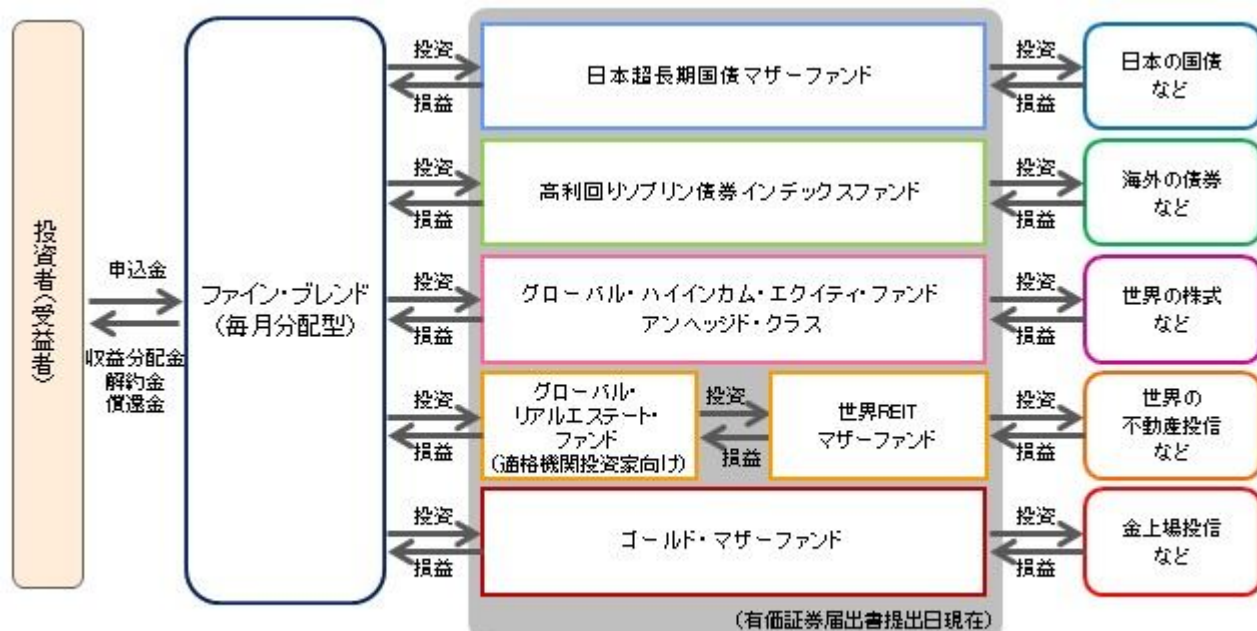 投資者(受益者)
申込金
収益分配金
解約金
償還金
ファイン・ブレンド
(毎月分配型)
投資
損益
日本超長期国債マザーファンド
投資
損益
日本の国債
など
投資
損益
高利回りソブリン債券インデックスファンド
投資
損益
海外の債券
など
投資
損益
グローバル・ハイインカム・エクイティ・ファンド
アンヘッジド・クラス
投資
損益
世界の株式
など
投資
損益
グローバル・
リアルエステート・
ファンド
(適格機関投資家向け)
投資
損益
世界REIT
マザーファンド
投資
損益
世界の
不動産投信
など
投資
損益
ゴールド・マザーファンド
投資
損益
金上場投信
など
(有価証券届出書提出日現在)